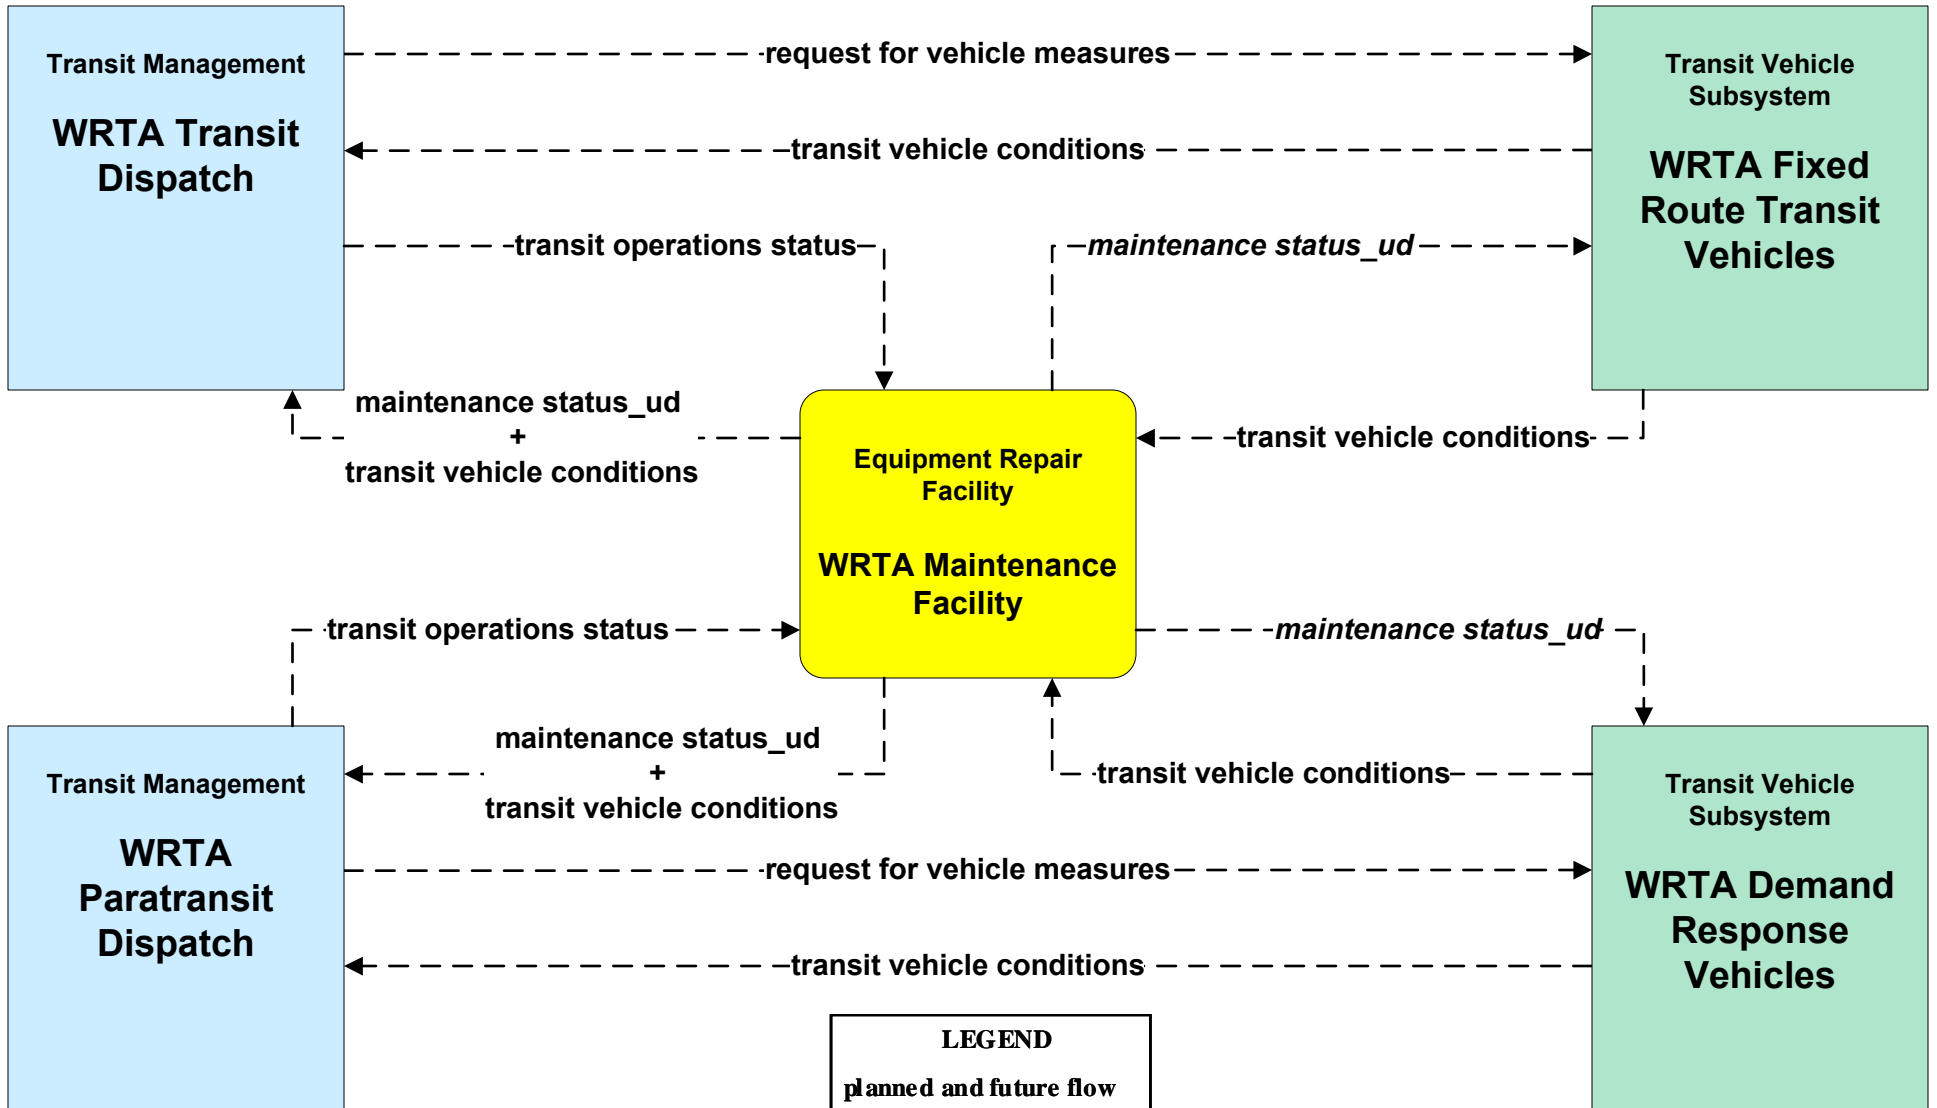 Transit Management
WRTA Transit
Dispatch
request for vehicle measures
transit vehicle conditions
transit operations status
maintenance status_ud
Transit Vehicle
Subsystem
WRTA Fixed
Route Transit
Vehicles
maintenance status_ud
+
transit vehicle conditions
transit vehicle conditions
Equipment Repair
Facility
WRTA Maintenance
Facility
transit operations status
maintenance status_ud
maintenance status_ud
+
transit vehicle conditions
transit vehicle conditions
Transit Management
WRTA
Paratransit
Dispatch
request for vehicle measures
transit vehicle conditions
Transit Vehicle
Subsystem
WRTA Demand
Response
Vehicles
LEGEND
planned and future flow